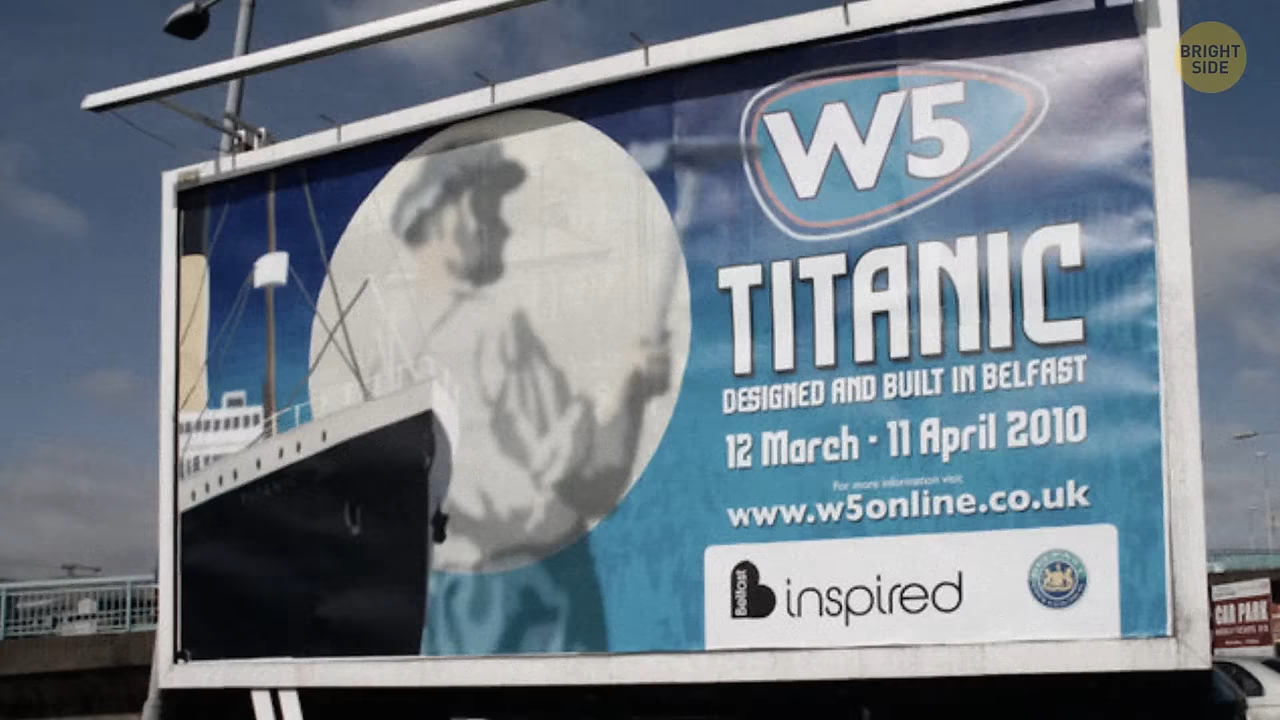 BRIGHT
SIDE
W5
TITANIC
DESIGNED AND BUILT IN BELFAST
12 March · 11 April 2010
For more information visit
www.w5online.co.uk
Belfast
B inspired
CAR PARK